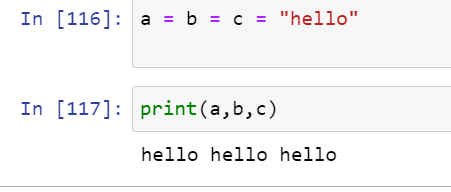 In [116]: a = b = c = "hello"
In [117]: print(a,b,c)
hello hello hello